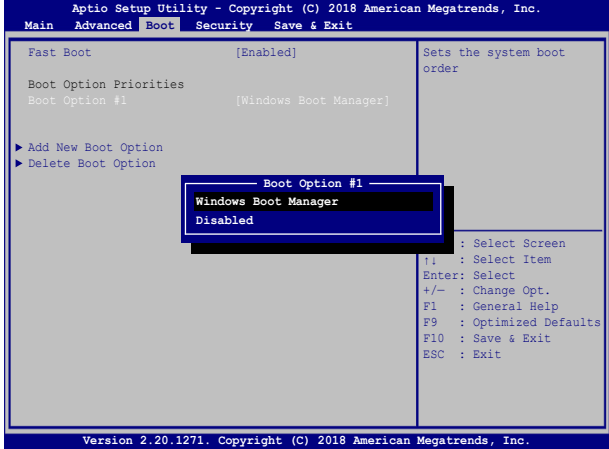 Aptio Setup Utility - Copyright (C) 2018 American Megatrends, Inc.
Main Advanced Boot Security Save & Exit
Fast Boot [Enabled]
Boot Option Priorities
Boot Option #1 [Windows Boot Manager]
▶ Add New Boot Option
▶ Delete Boot Option
Sets the system boot
order
Boot Option #1
Windows Boot Manager
Disabled
: Select Screen
↑↓ : Select Item
Enter: Select
+/— : Change Opt.
F1 : General Help
F9 : Optimized Defaults
F10 : Save & Exit
ESC : Exit
Version 2.20.1271. Copyright (C) 2018 American Megatrends, Inc.